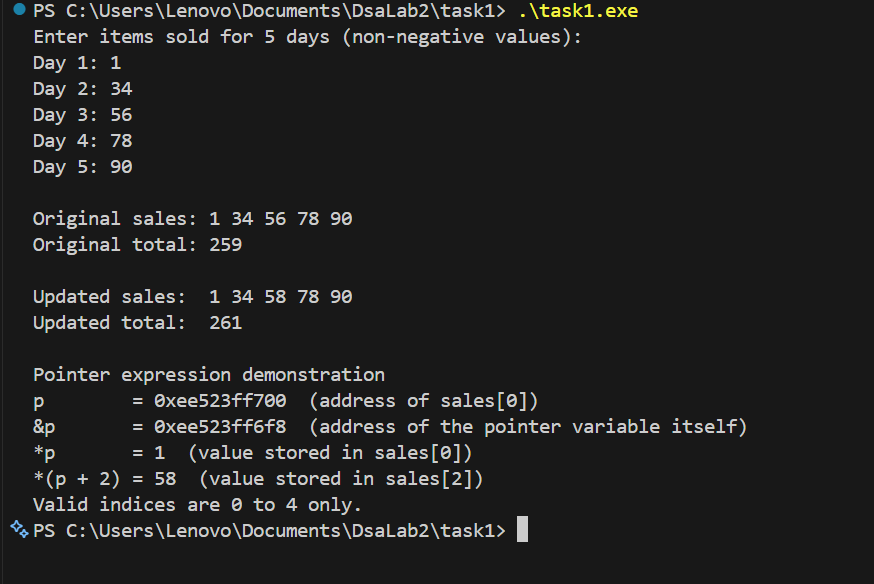 PS C:\Users\Lenovo\Documents\DsaLab2\task1> .\task1.exe
Enter items sold for 5 days (non-negative values):
Day 1: 1
Day 2: 34
Day 3: 56
Day 4: 78
Day 5: 90
Original sales: 1 34 56 78 90
Original total: 259
Updated sales:  1 34 58 78 90
Updated total:  261
Pointer expression demonstration
p        = 0xee523ff700  (address of sales[0])
&p       = 0xee523ff6f8  (address of the pointer variable itself)
*p       = 1  (value stored in sales[0])
*(p + 2) = 58  (value stored in sales[2])
Valid indices are 0 to 4 only.
PS C:\Users\Lenovo\Documents\DsaLab2\task1>